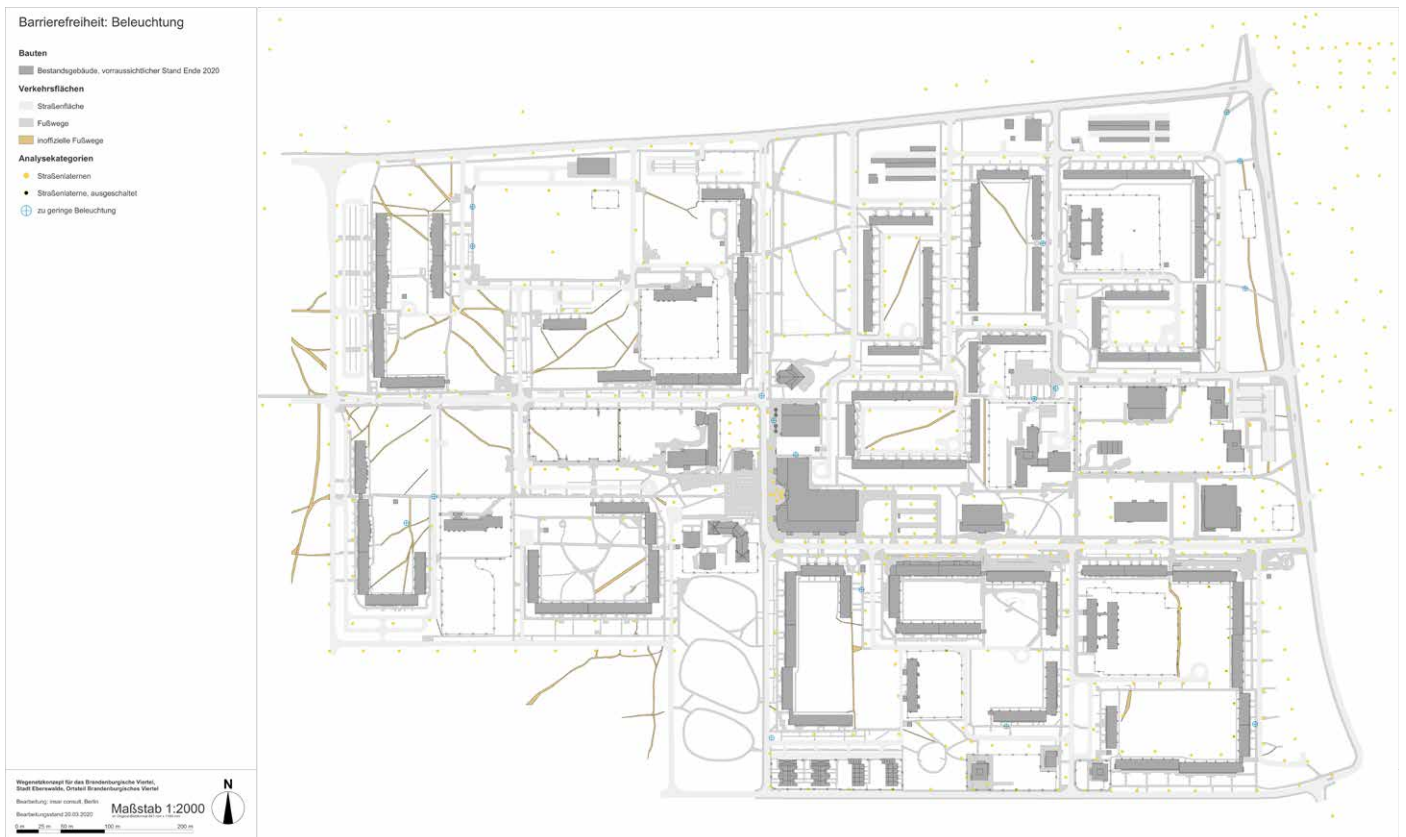 Barrierefreiheit: Beleuchtung
Bauten
Bestandsgebäude, vorraussichtlicher Stand Ende 2020
Verkehrsflächen
Straßenfläche
Fußwege
inoffizielle Fußwege
Analysekategorien
Straßenlaternen
Straßenlaterne, ausgeschaltet
zu geringe Beleuchtung
Wegenetzkonzept für das Brandenburgische Viertel,
Stadt Eberswalde, Ortsteil Brandenburgisches Viertel
Bearbeitung: insar consult, Berlin
Bearbeitungsstand 20.03.2020
Maßstab 1:2000
N
0 m 25 m 50 m 100 m 200 m